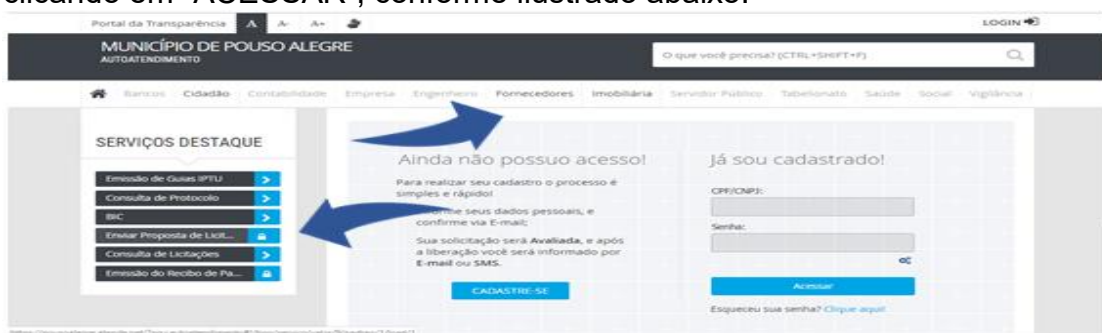 clicando em "ACESSAR", conforme ilustrado abaixo:
Portal da Transparência A A- A+
LOGIN
MUNICÍPIO DE POUSO ALEGRE
AUTOATENDIMENTO
O que você precisa? (CTRL+SHIFT+F)
Bancos Cidadão Contabilidade Empresa Engenheiro Fornecedores Imobiliária Servidor Público Tabelionato Saúde Social Vigilância
SERVIÇOS DESTAQUE
Emissão de Guias IPTU
Consulta de Protocolo
BIC
Enviar Proposta de Licit...
Consulta de Licitações
Emissão do Recibo de Pa...
Ainda não possuo acesso!
Para realizar seu cadastro o processo é
simples e rápido!
seus dados pessoais, e
confirme via E-mail;
Sua solicitação será Avaliada, e após
a liberação você será informado por
E-mail ou SMS.
CADASTRE-SE
Já sou cadastrado!
CPF/CNPJ:
Senha:
Acessar
Esqueceu sua senha? Clique aqui!